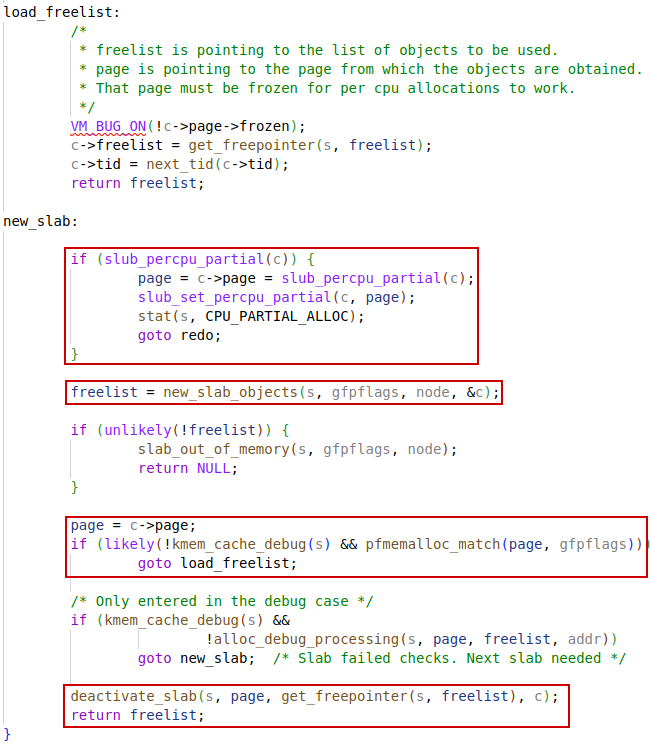 load_freelist:
/*
* freelist is pointing to the list of objects to be used.
* page is pointing to the page from which the objects are obtained.
* That page must be frozen for per cpu allocations to work.
*/
VM_BUG_ON(!c->page->frozen);
c->freelist = get_freepointer(s, freelist);
c->tid = next_tid(c->tid);
return freelist;
new_slab:
if (slub_percpu_partial(c)) {
page = c->page = slub_percpu_partial(c);
slub_set_percpu_partial(c, page);
stat(s, CPU_PARTIAL_ALLOC);
goto redo;
}
freelist = new_slab_objects(s, gfpflags, node, &c);
if (unlikely(!freelist)) {
slab_out_of_memory(s, gfpflags, node);
return NULL;
}
page = c->page;
if (likely(!kmem_cache_debug(s) && pfmemalloc_match(page, gfpflags)))
goto load_freelist;
/* Only entered in the debug case */
if (kmem_cache_debug(s) &&
!alloc_debug_processing(s, page, freelist, addr))
goto new_slab;  /* Slab failed checks. Next slab needed */
deactivate_slab(s, page, get_freepointer(s, freelist), c);
return freelist;
}